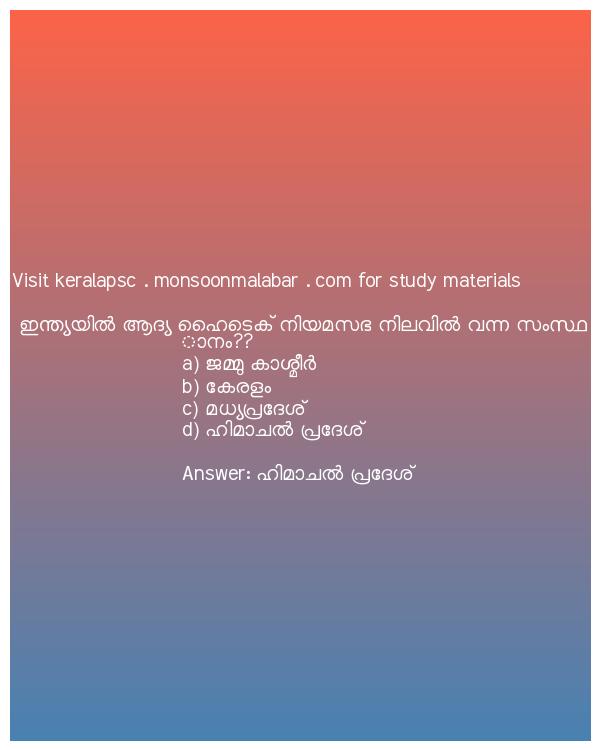 Visit keralapsc . monsoonmalabar . com for study materials
ഇന്ത്യയിൽ ആദ്യ ഹൈടെക് നിയമസഭ നിലവിൽ വന്ന സംസ്ഥ
ാനം??
a) ജമ്മു കാശ്മീർ
b) കേരളം
c) മധ്യപ്രദേശ്
d) ഹിമാചൽ പ്രദേശ്
Answer: ഹിമാചൽ പ്രദേശ്